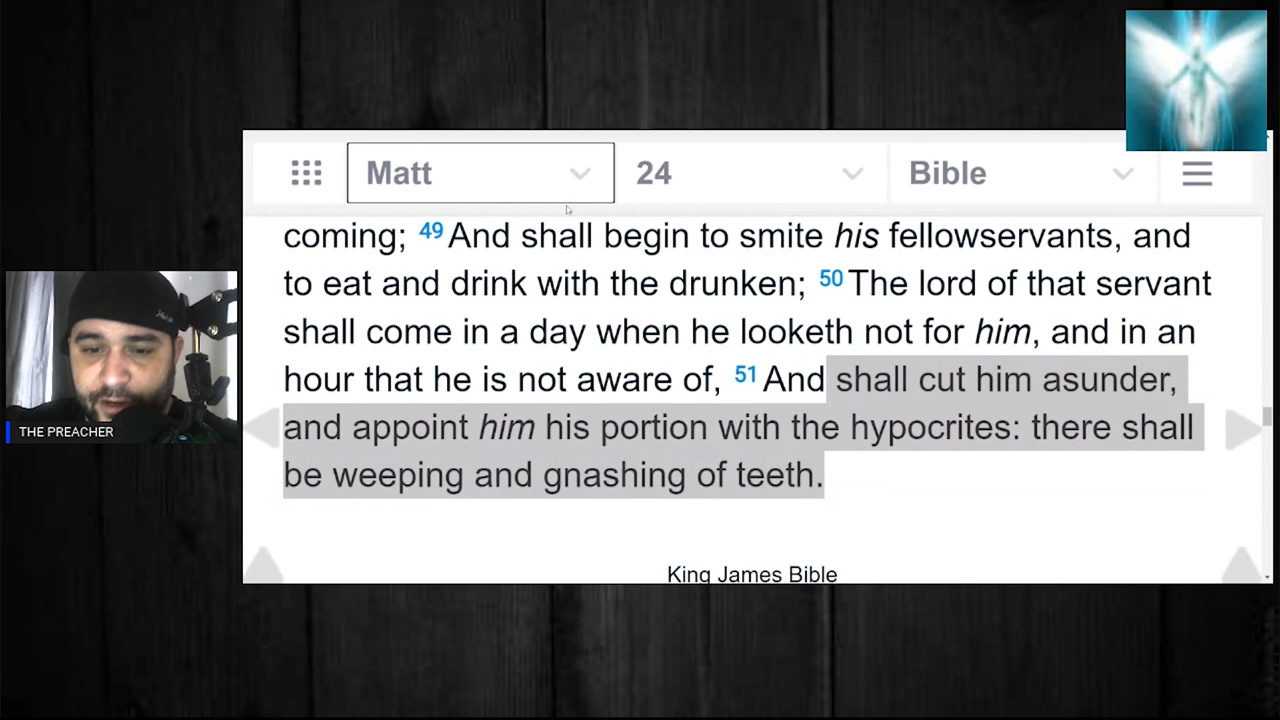 Matt 24 Bible
coming; 49 And shall begin to smite his fellowservants, and
to eat and drink with the drunken; 50 The lord of that servant
shall come in a day when he looketh not for him, and in an
hour that he is not aware of, 51 And shall cut him asunder,
and appoint him his portion with the hypocrites: there shall
be weeping and gnashing of teeth.
THE PREACHER
King James Bible